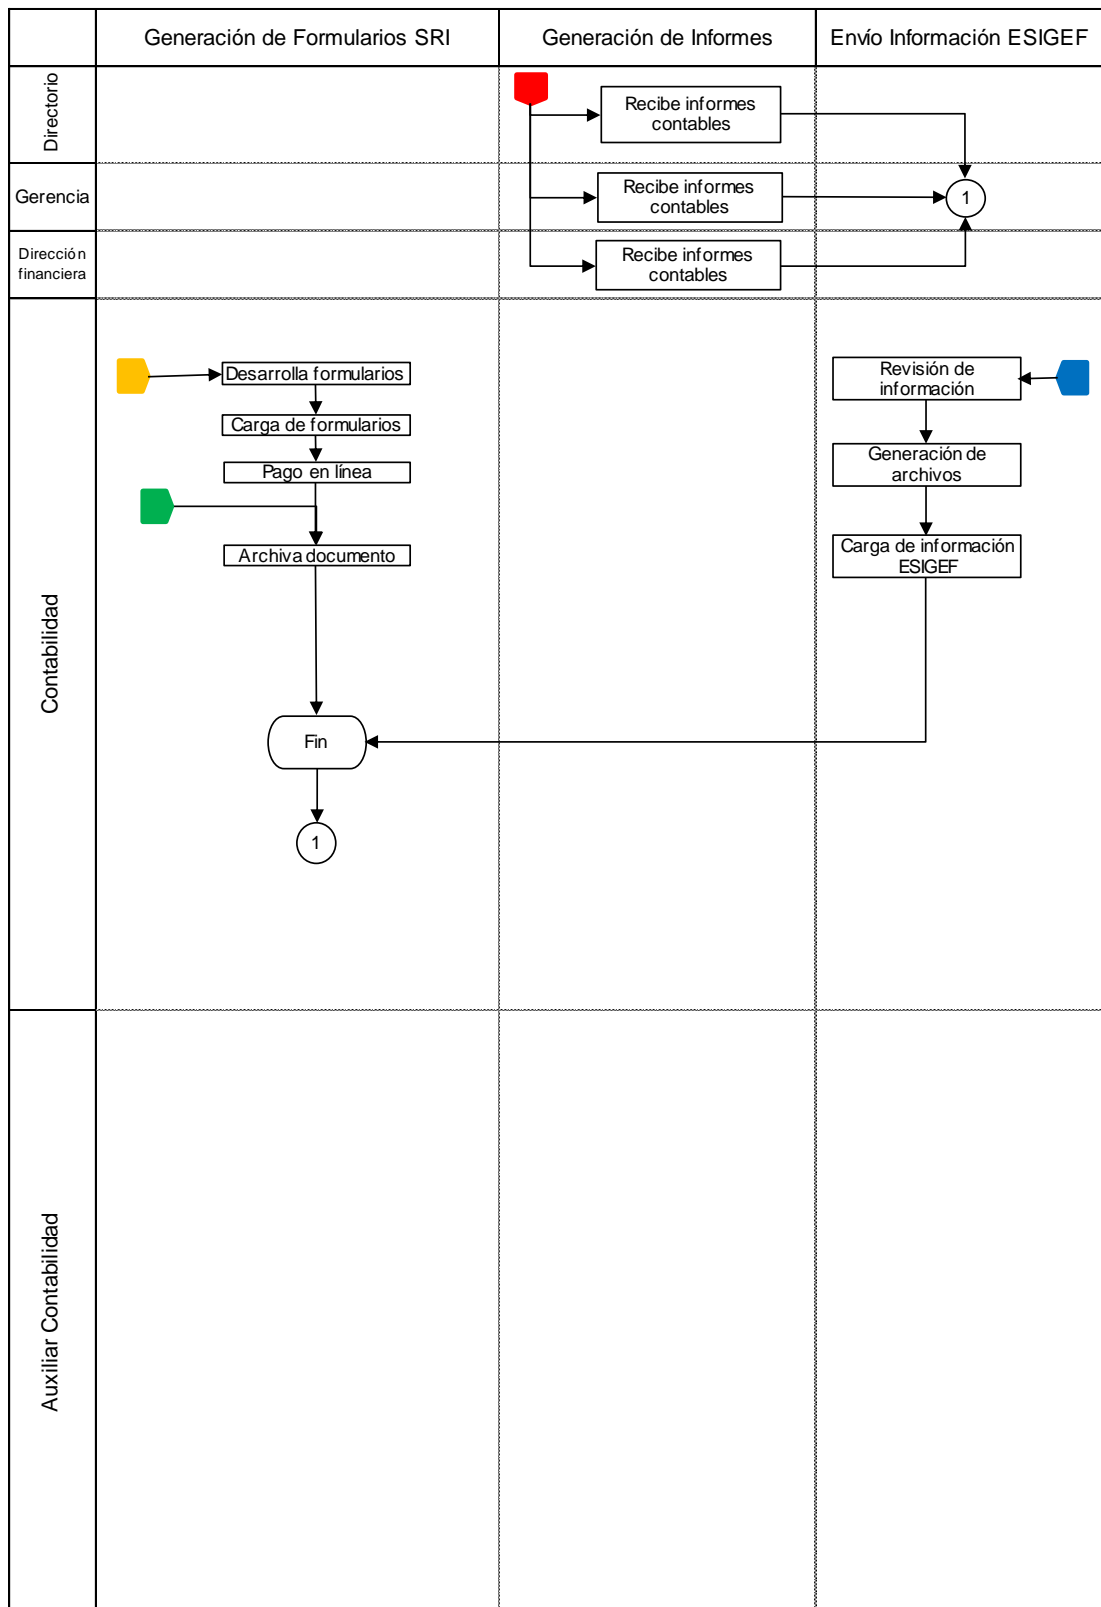 Generación de Formularios SRI
Generación de Informes
Envío Información ESIGEF
Directorio
Recibe informes
contables
Gerencia
Recibe informes
contables
1
Dirección
financiera
Recibe informes
contables
Contabilidad
Desarrolla formularios
Carga de formularios
Pago en línea
Archiva documento
Revisión de
información
Generación de
archivos
Carga de información
ESIGEF
Fin
1
Auxiliar Contabilidad